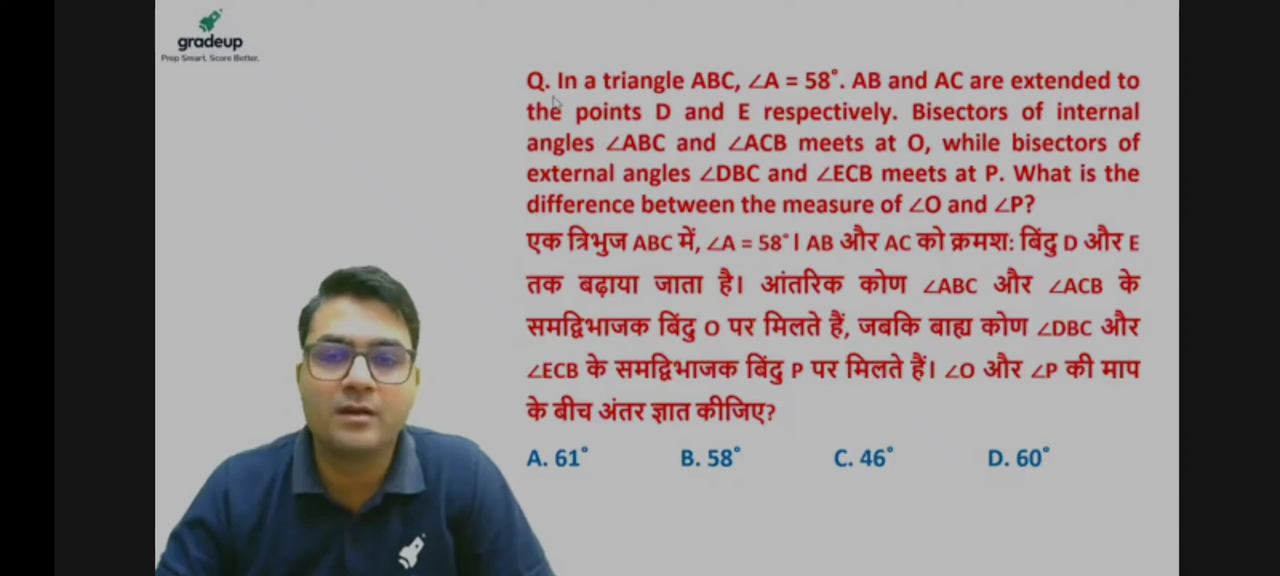 gradeup
Prep Smart. Score Better.
Q. In a triangle ABC, ∠A = 58°. AB and AC are extended to
the points D and E respectively. Bisectors of internal
angles ∠ABC and ∠ACB meets at O, while bisectors of
external angles ∠DBC and ∠ECB meets at P. What is the
difference between the measure of ∠O and ∠P?
एक त्रिभुज ABC में, ∠A = 58°। AB और AC को क्रमश: बिंदु D और E
तक बढ़ाया जाता है। आंतरिक कोण ∠ABC और ∠ACB के
समद्विभाजक बिंदु O पर मिलते हैं, जबकि बाह्य कोण ∠DBC और
∠ECB के समद्विभाजक बिंदु P पर मिलते हैं। ∠O और ∠P की माप
के बीच अंतर ज्ञात कीजिए?
A. 61° B. 58° C. 46° D. 60°